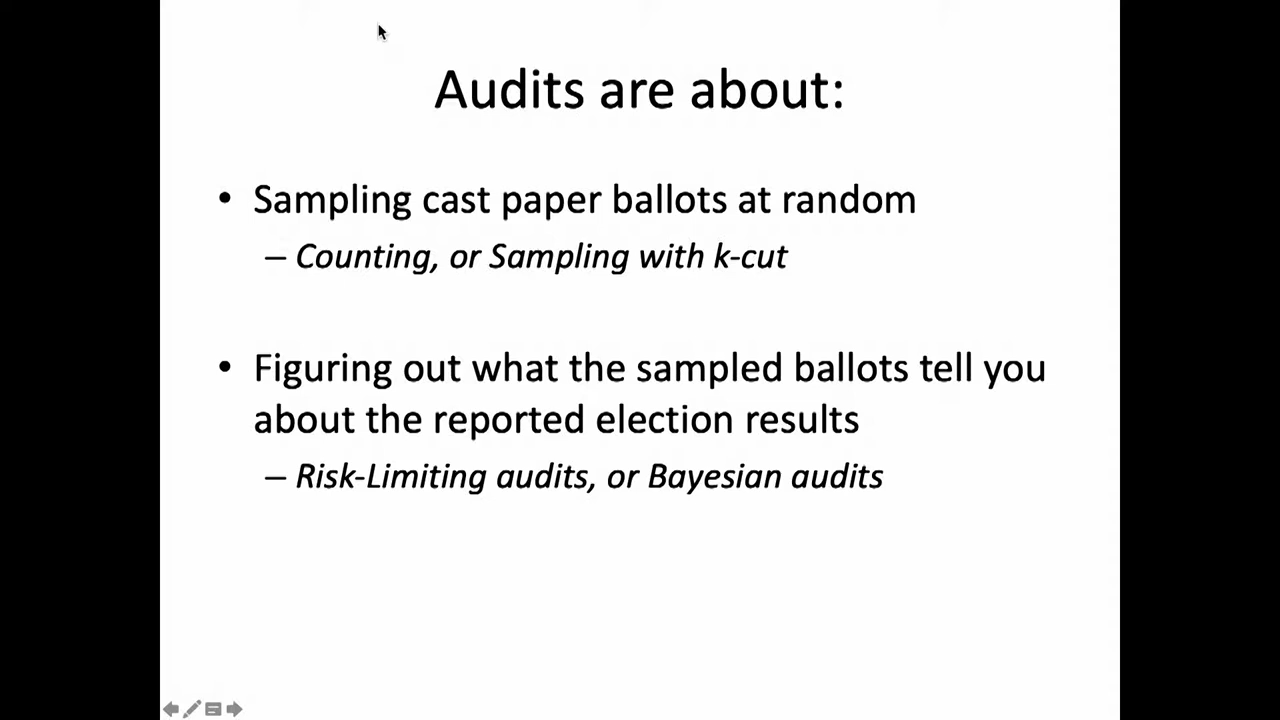 Audits are about:
• Sampling cast paper ballots at random
– Counting, or Sampling with k-cut
• Figuring out what the sampled ballots tell you
about the reported election results
– Risk-Limiting audits, or Bayesian audits